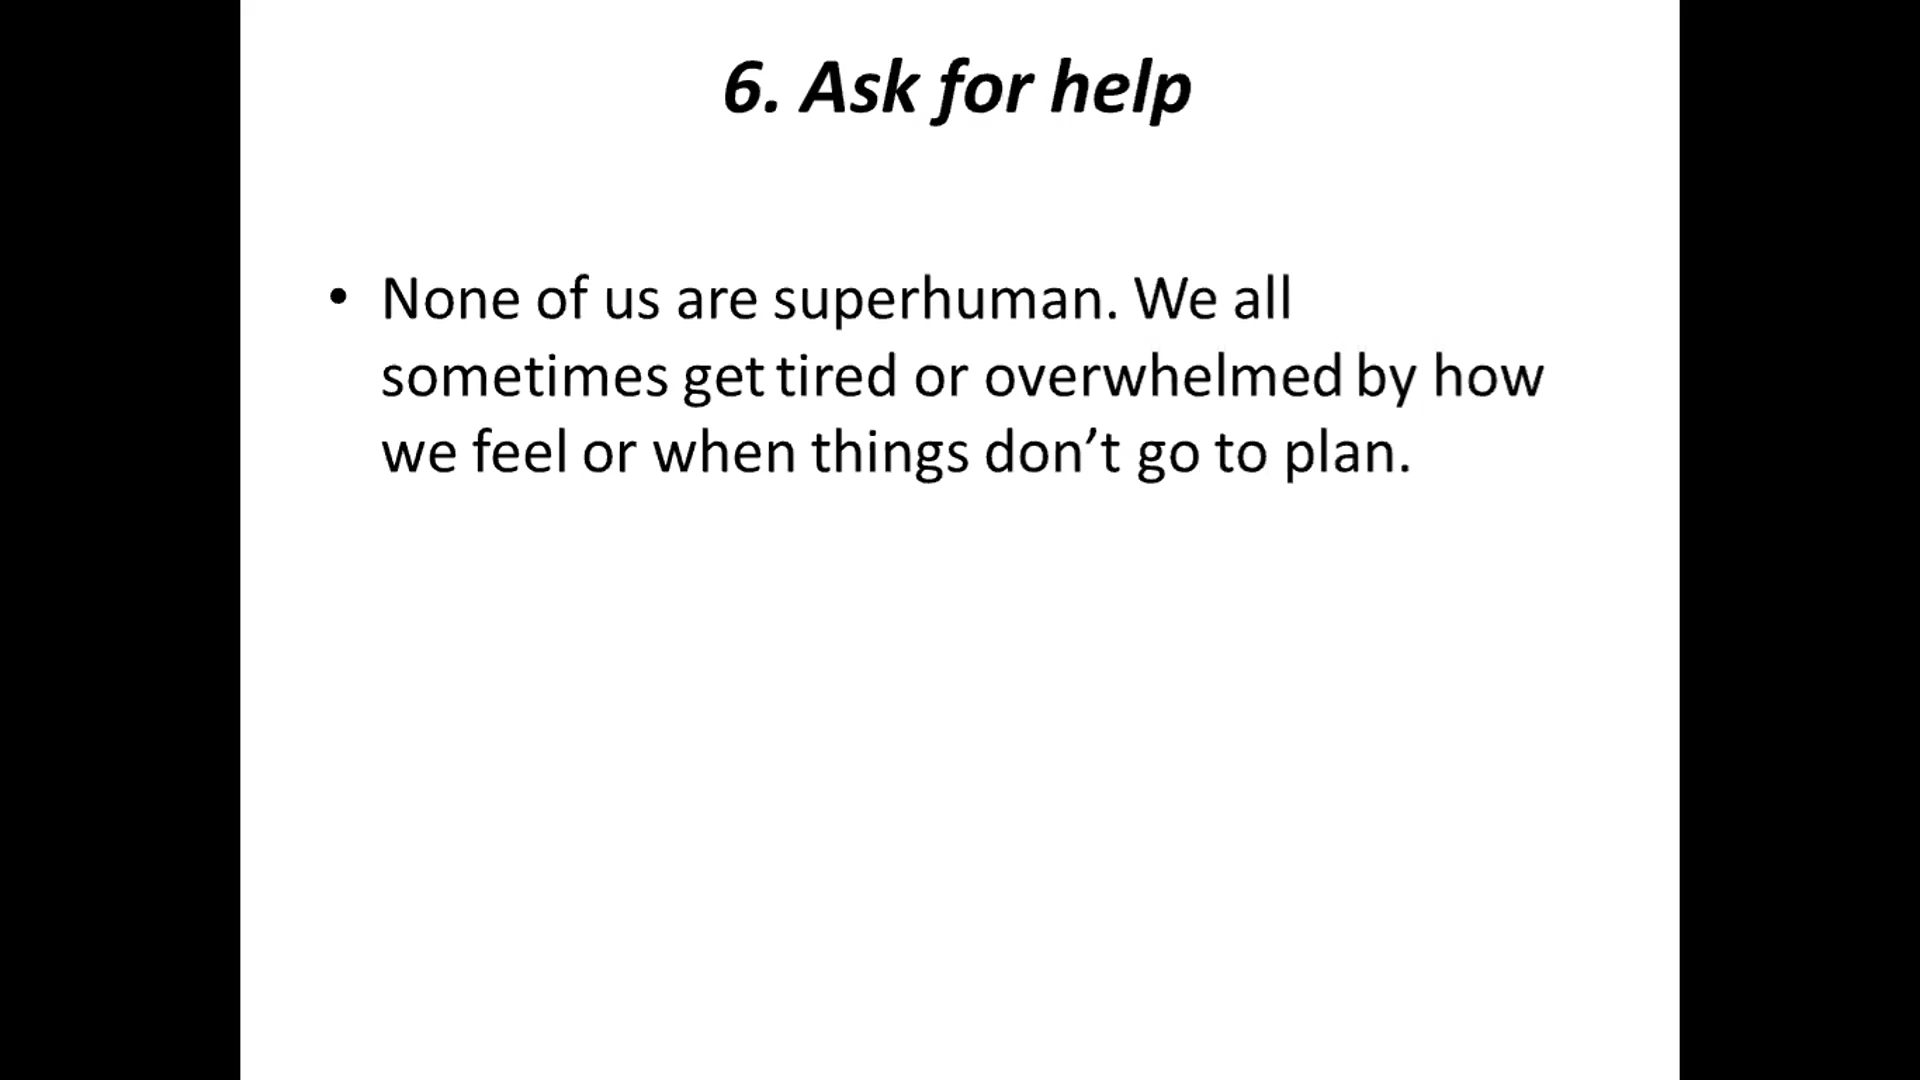 6. Ask for help
• None of us are superhuman. We all
sometimes get tired or overwhelmed by how
we feel or when things don’t go to plan.